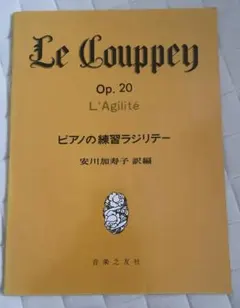 Le Couppey
Op. 20
L'Agilité
ピアノの練習ラジリテー
安川加寿子 訳編
音楽之友社